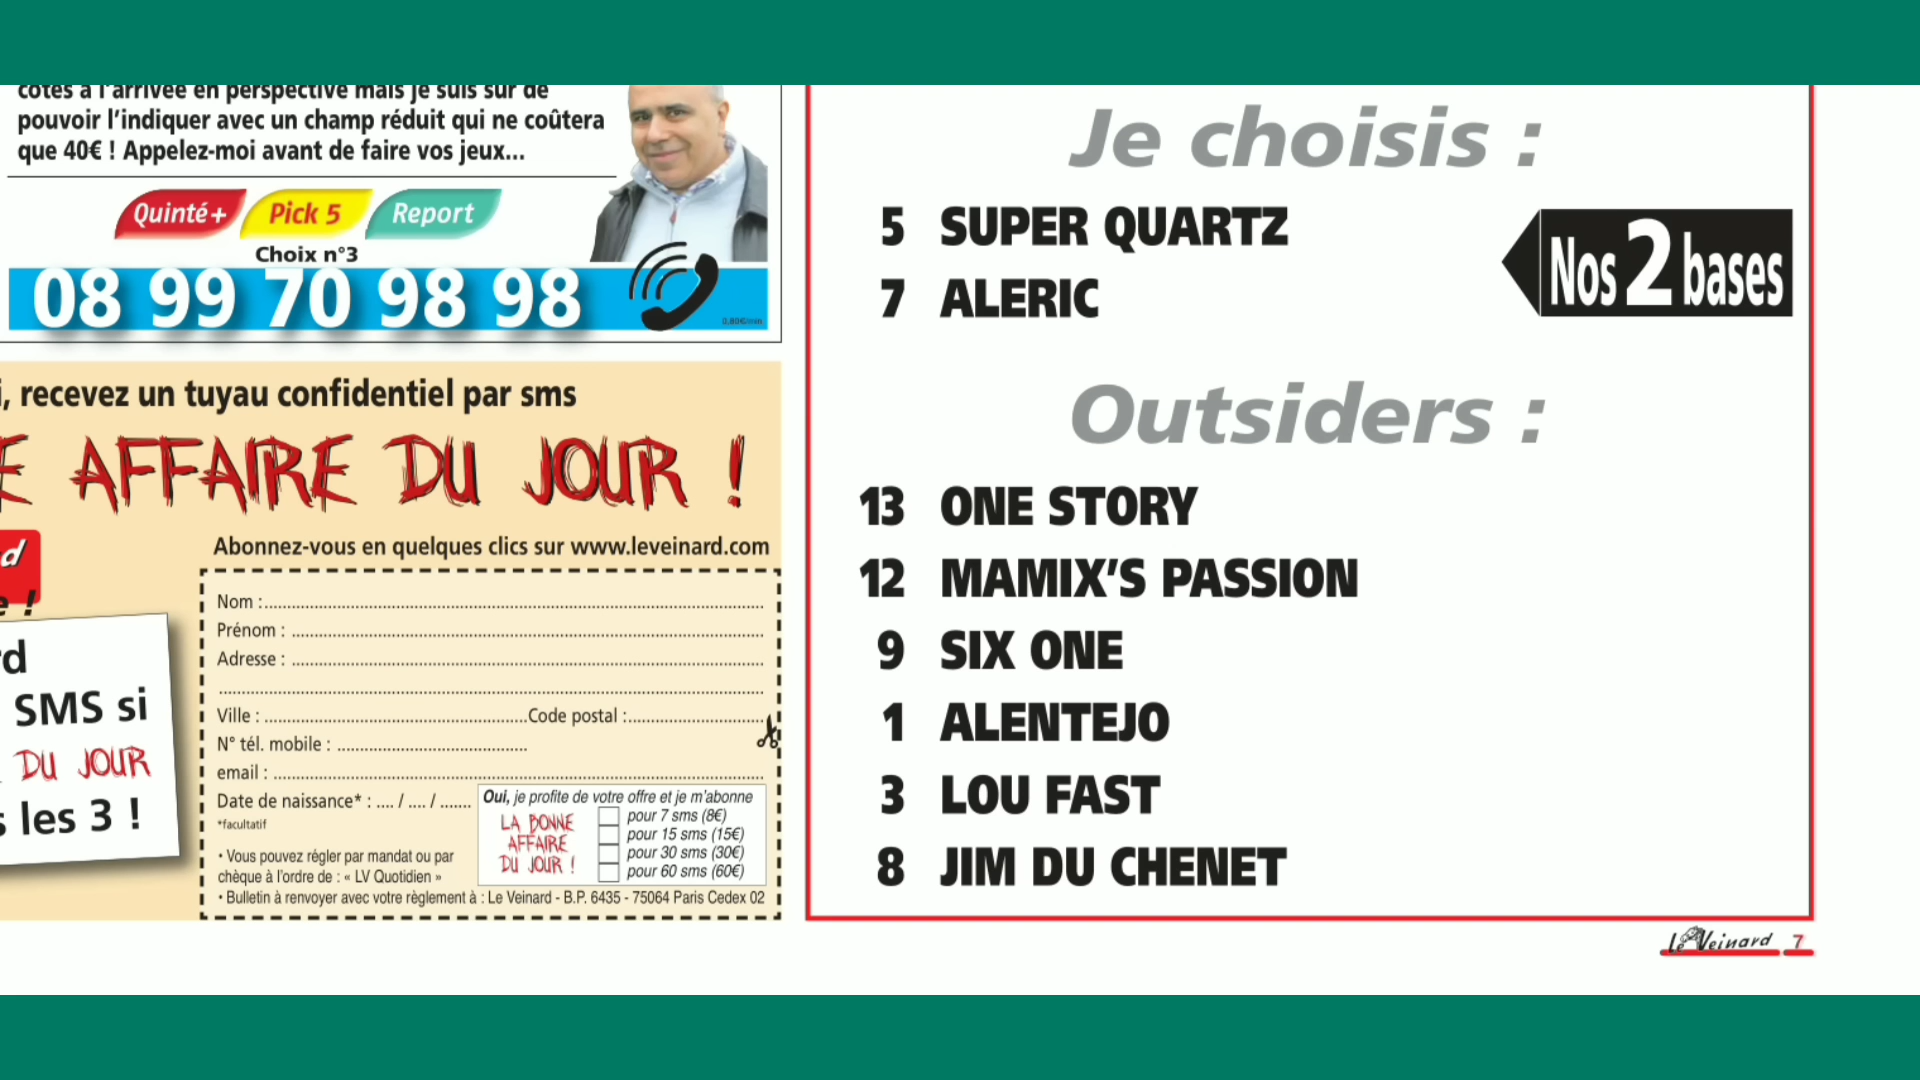 cotes à l'arrivée en perspective mais je suis sûr de
pouvoir l'indiquer avec un champ réduit qui ne coûtera
que 40€ ! Appelez-moi avant de faire vos jeux...
Quinté+
Pick 5
Report
Choix n°3
08 99 70 98 98
0.80€/min
i, recevez un tuyau confidentiel par sms
E AFFAIRE DU JOUR !
Abonnez-vous en quelques clics sur www.leveinard.com
d
e !
rd
SMS si
DU JOUR
s les 3 !
Nom :
Prénom :
Adresse :
Ville : Code postal :
N° tél. mobile :
email :
Date de naissance* : .... / .... / .......
*facultatif
• Vous pouvez régler par mandat ou par
chèque à l'ordre de : « LV Quotidien »
• Bulletin à renvoyer avec votre règlement à : Le Veinard - B.P. 6435 - 75064 Paris Cedex 02
Oui, je profite de votre offre et je m'abonne
LA BONNE
AFFAIRE
DU JOUR !
pour 7 sms (8€)
pour 15 sms (15€)
pour 30 sms (30€)
pour 60 sms (60€)
Je choisis :
5 SUPER QUARTZ
7 ALERIC
Nos 2 bases
Outsiders :
13 ONE STORY
12 MAMIX'S PASSION
9 SIX ONE
1 ALENTEJO
3 LOU FAST
8 JIM DU CHENET
Le Veinard 7